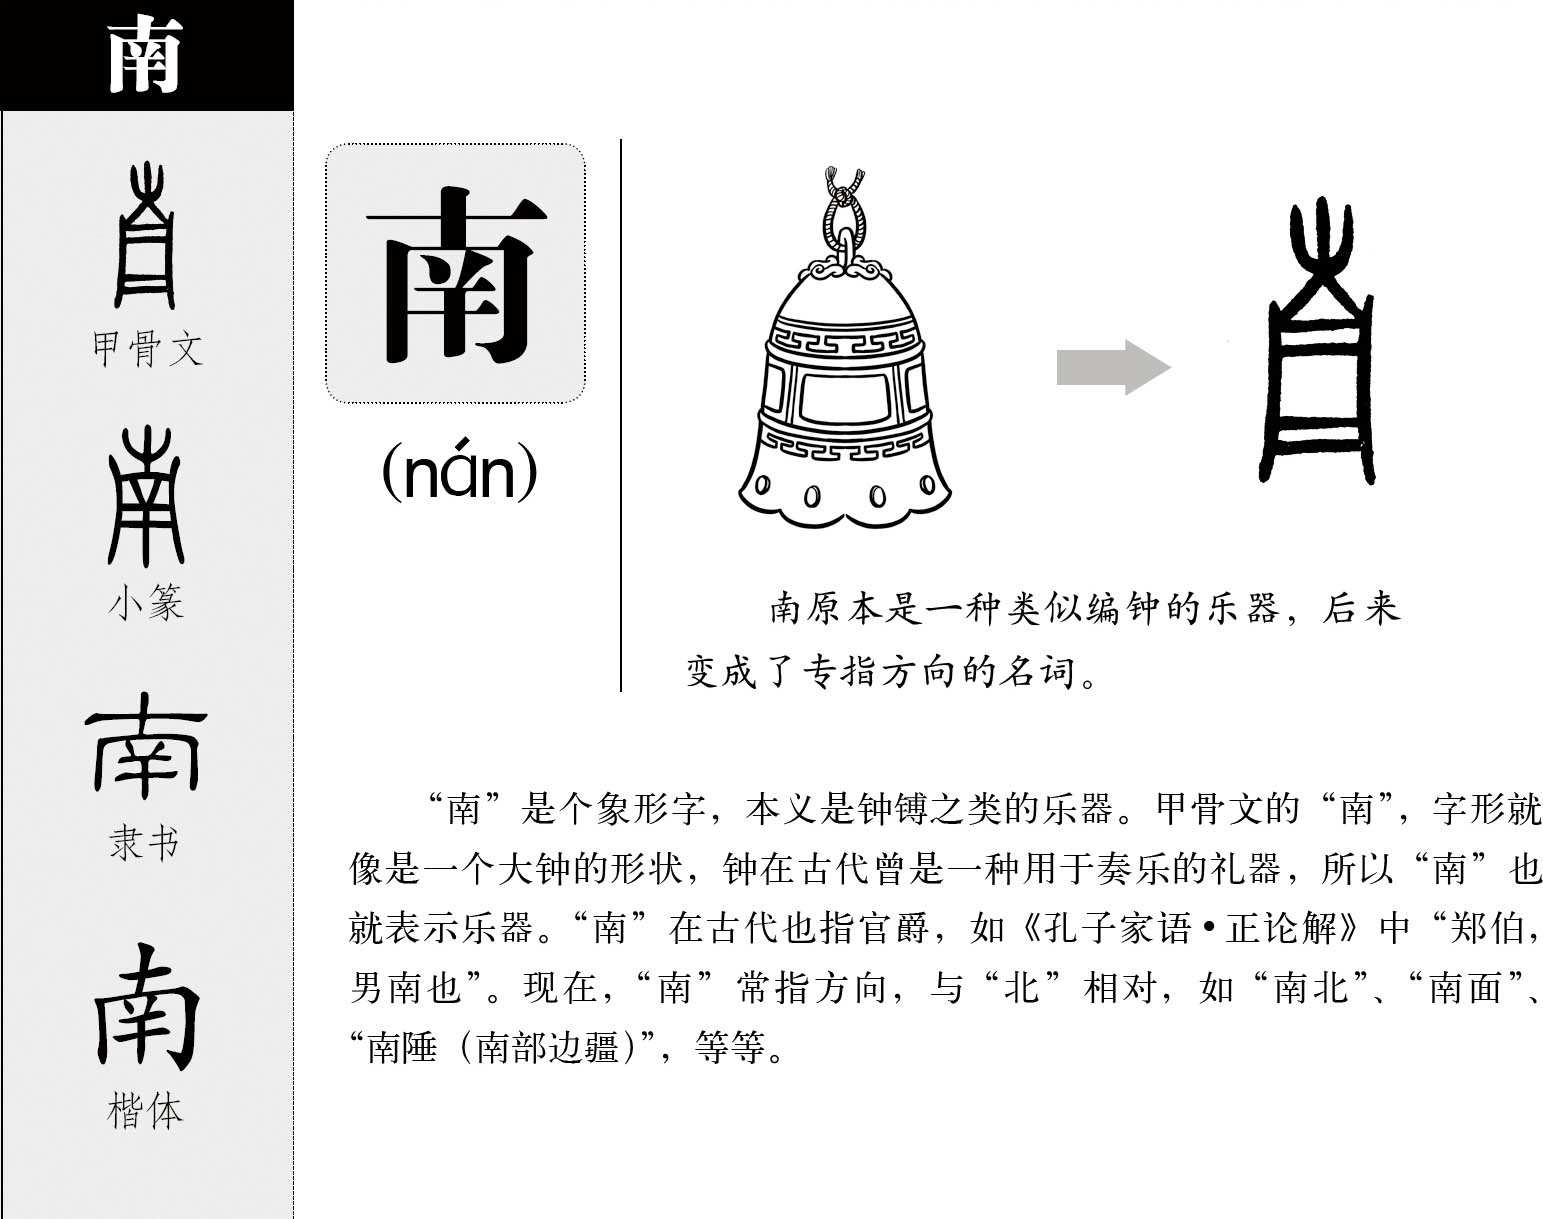 南
甲骨文
小篆
隶书
楷体
南
(nán)
南原本是一种类似编钟的乐器，后来
变成了专指方向的名词。
“南”是个象形字，本义是钟镈之类的乐器。甲骨文的“南”，字形就
像是一个大钟的形状，钟在古代曾是一种用于奏乐的礼器，所以“南”也
就表示乐器。“南”在古代也指官爵，如《孔子家语•正论解》中“郑伯，
男南也”。现在，“南”常指方向，与“北”相对，如“南北”、“南面”、
“南陲（南部边疆）”，等等。